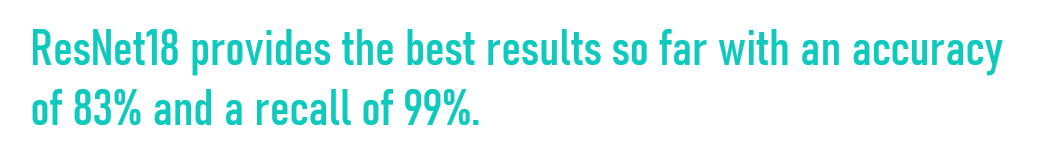 ResNet18 provides the best results so far with an accuracy
of 83% and a recall of 99%.